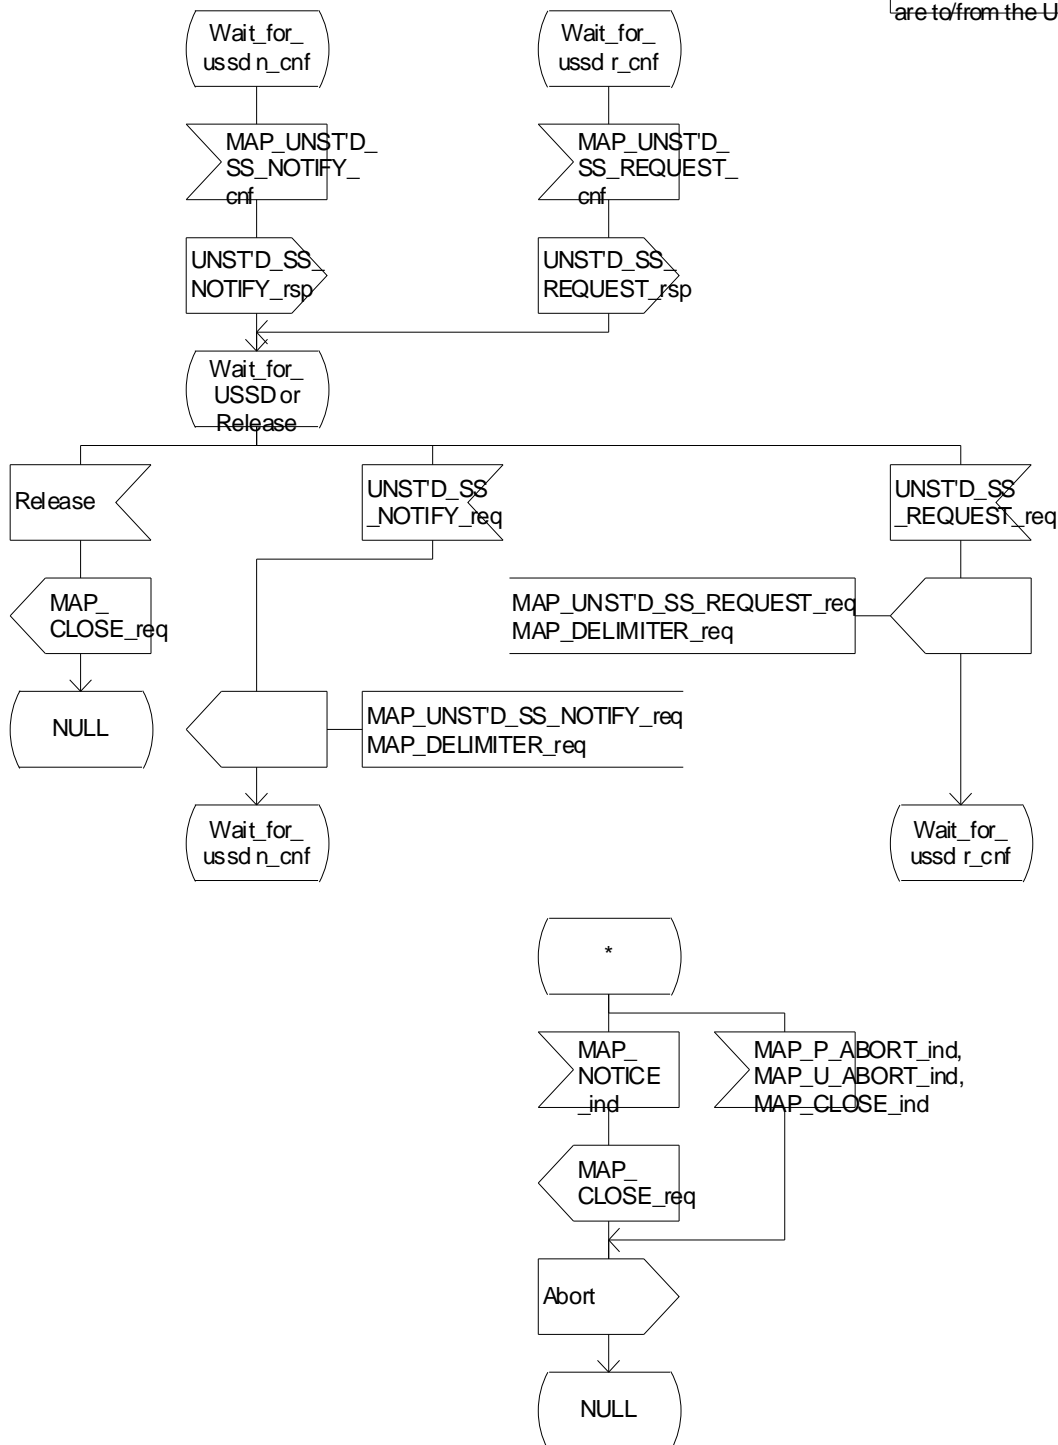 are to/from the U
Wait_for_
ussd n_cnf
Wait_for_
ussd r_cnf
MAP_UNST'D_
SS_NOTIFY_
cnf
MAP_UNST'D_
SS_REQUEST_
cnf
UNST'D_SS_
NOTIFY_rsp
UNST'D_SS_
REQUEST_rsp
Wait_for_
USSD or
Release
Release
UNST'D_SS
_NOTIFY_req
UNST'D_SS
_REQUEST_req
MAP_
CLOSE_req
MAP_UNST'D_SS_REQUEST_req
MAP_DELIMITER_req
NULL
MAP_UNST'D_SS_NOTIFY_req
MAP_DELIMITER_req
Wait_for_
ussd n_cnf
Wait_for_
ussd r_cnf
*
MAP_
NOTICE
_ind
MAP_P_ABORT_ind,
MAP_U_ABORT_ind,
MAP_CLOSE_ind
MAP_
CLOSE_req
Abort
NULL